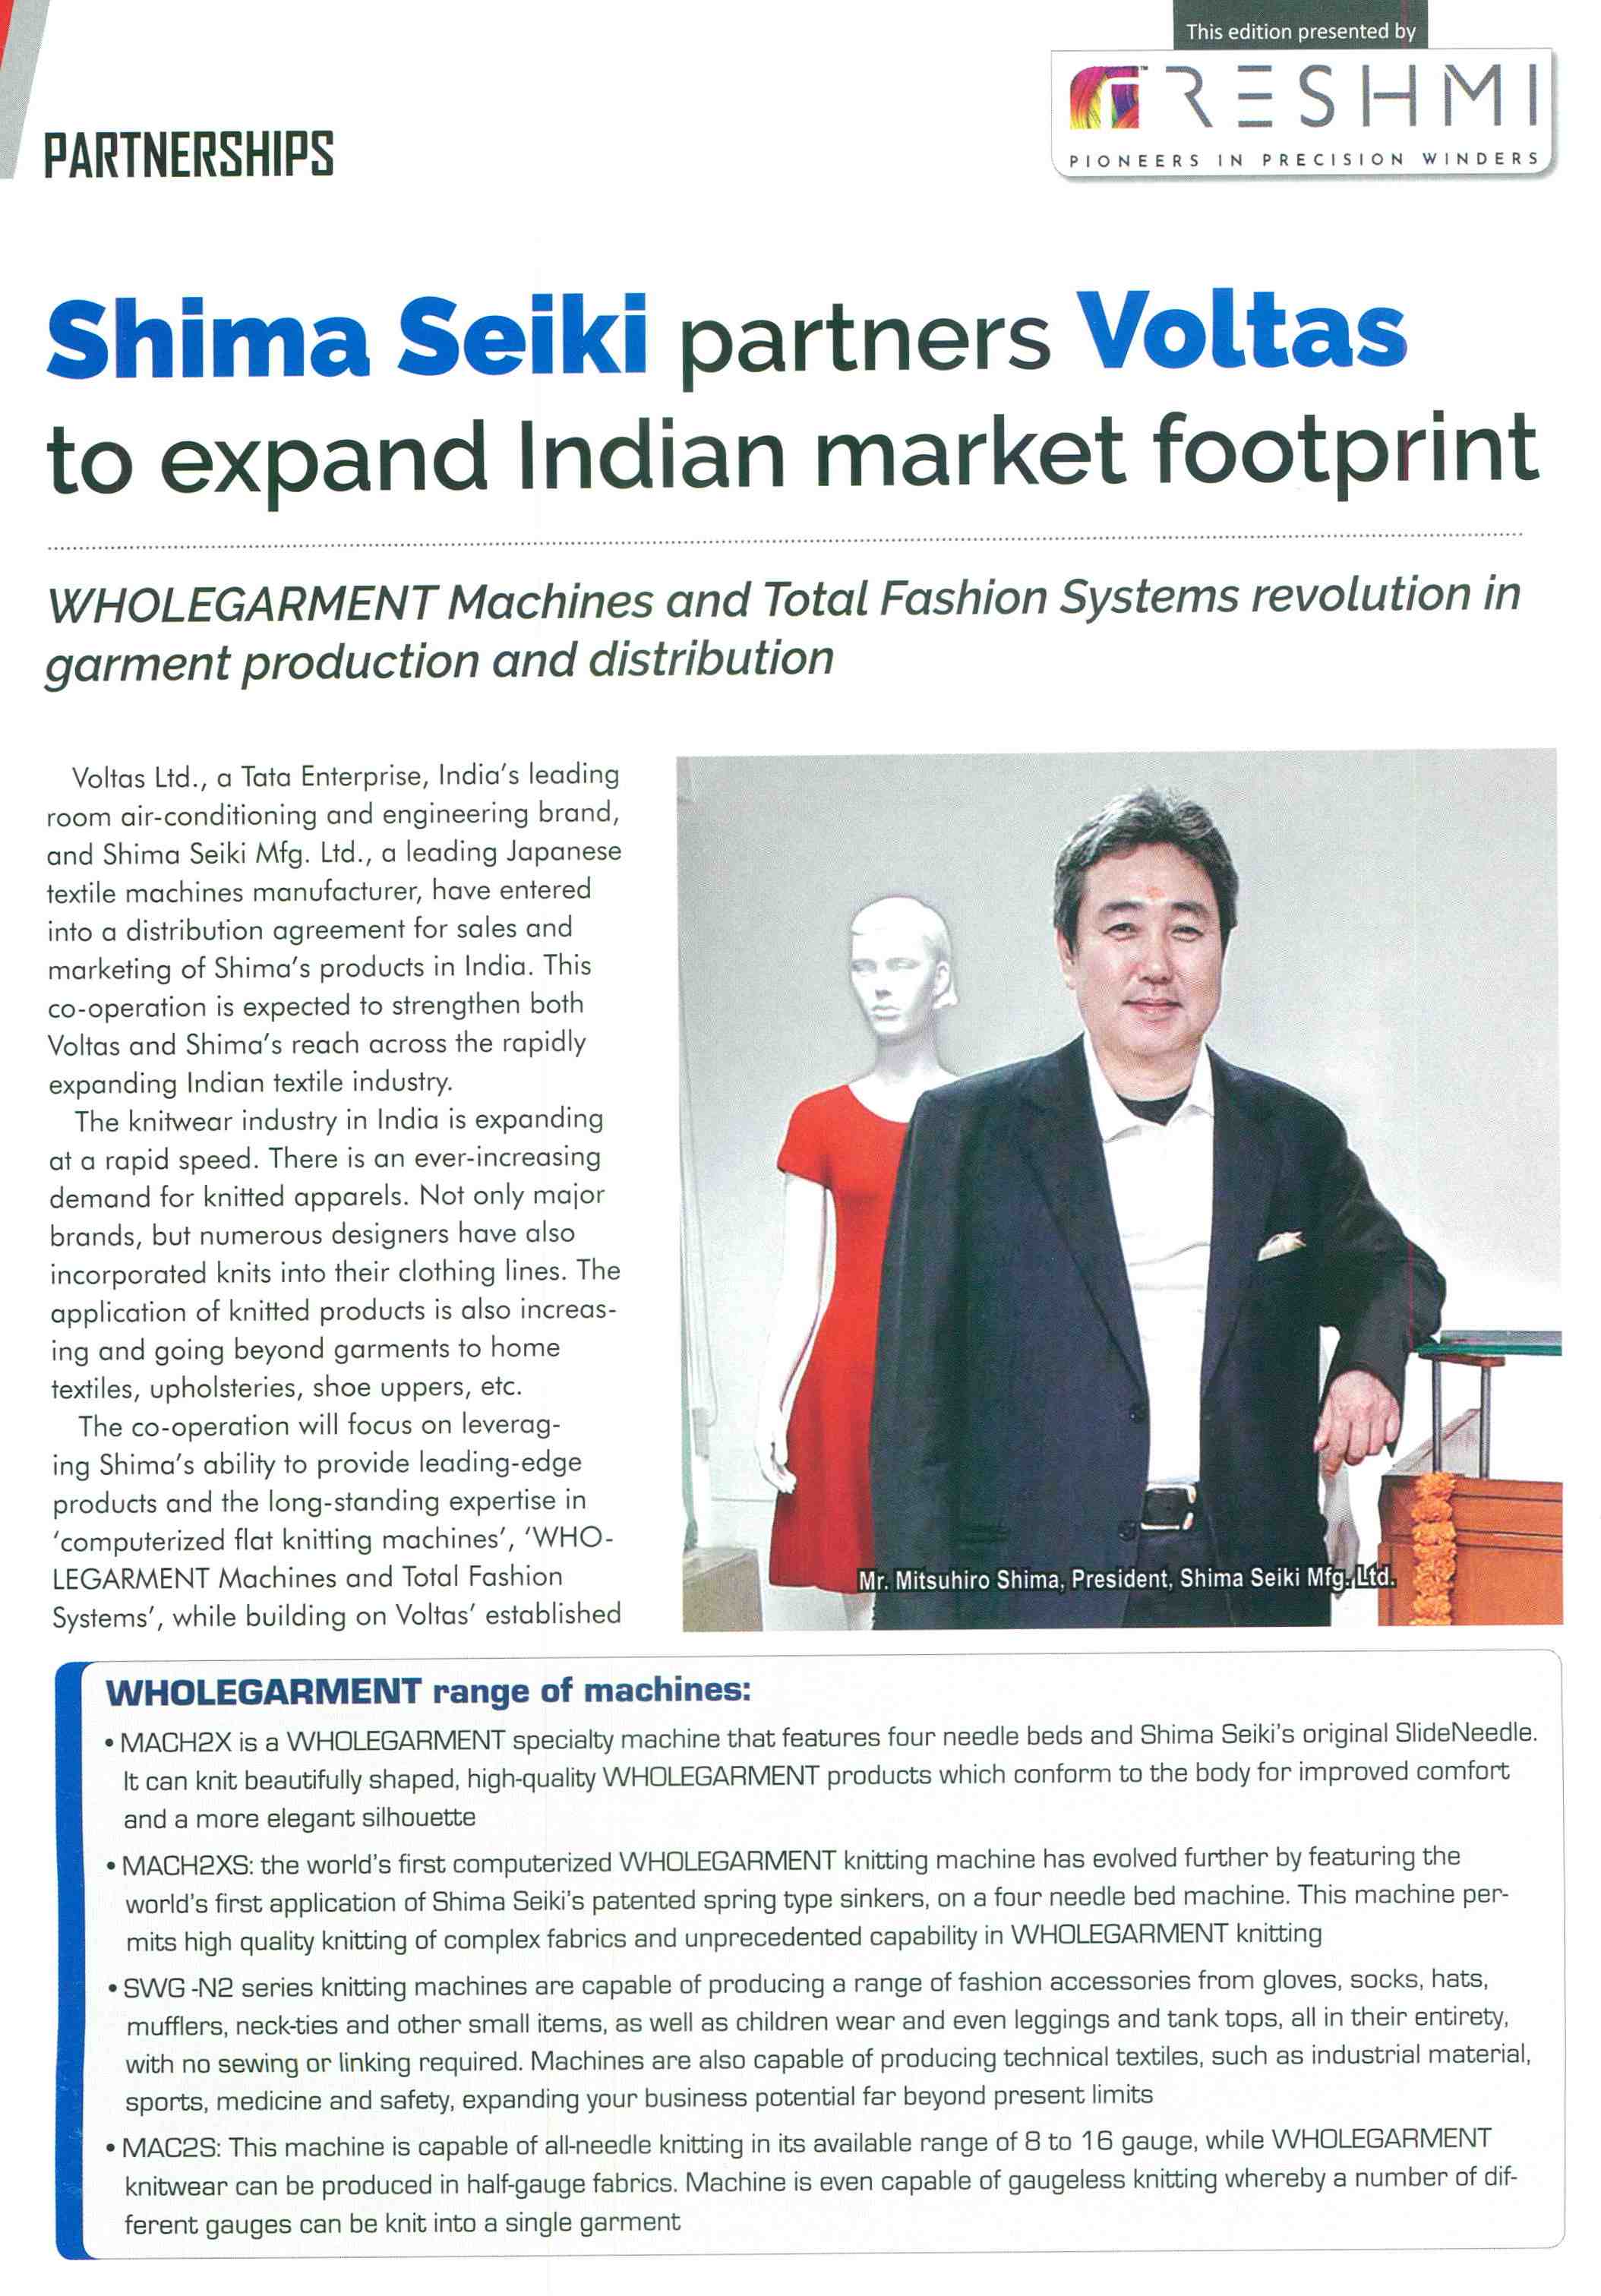 This edition presented by
RESHMI
PIONEERS IN PRECISION WINDERS
PARTNERSHIPS
Shima Seiki partners Voltas
to expand Indian market footprint
WHOLEGARMENT Machines and Total Fashion Systems revolution in
garment production and distribution
Voltas Ltd., a Tata Enterprise, India's leading
room air-conditioning and engineering brand,
and Shima Seiki Mfg. Ltd., a leading Japanese
textile machines manufacturer, have entered
into a distribution agreement for sales and
marketing of Shima's products in India. This
co-operation is expected to strengthen both
Voltas and Shima's reach across the rapidly
expanding Indian textile industry.
The knitwear industry in India is expanding
at a rapid speed. There is an ever-increasing
demand for knitted apparels. Not only major
brands, but numerous designers have also
incorporated knits into their clothing lines. The
application of knitted products is also increas-
ing and going beyond garments to home
textiles, upholsteries, shoe uppers, etc.
The co-operation will focus on leverag-
ing Shima's ability to provide leading-edge
products and the long-standing expertise in
'computerized flat knitting machines', 'WHO-
LEGARMENT Machines and Total Fashion
Systems', while building on Voltas' established
Mr. Mitsuhiro Shima, President, Shima Seiki Mfg. Ltd.
WHOLEGARMENT range of machines:
• MACH2X is a WHOLEGARMENT specialty machine that features four needle beds and Shima Seiki's original SlideNeedle.
It can knit beautifully shaped, high-quality WHOLEGARMENT products which conform to the body for improved comfort
and a more elegant silhouette
• MACH2XS: the world's first computerized WHOLEGARMENT knitting machine has evolved further by featuring the
world's first application of Shima Seiki's patented spring type sinkers, on a four needle bed machine. This machine per-
mits high quality knitting of complex fabrics and unprecedented capability in WHOLEGARMENT knitting
• SWG -N2 series knitting machines are capable of producing a range of fashion accessories from gloves, socks, hats,
mufflers, neck-ties and other small items, as well as children wear and even leggings and tank tops, all in their entirety,
with no sewing or linking required. Machines are also capable of producing technical textiles, such as industrial material,
sports, medicine and safety, expanding your business potential far beyond present limits
• MAC2S: This machine is capable of all-needle knitting in its available range of 8 to 16 gauge, while WHOLEGARMENT
knitwear can be produced in half-gauge fabrics. Machine is even capable of gaugeless knitting whereby a number of dif-
ferent gauges can be knit into a single garment